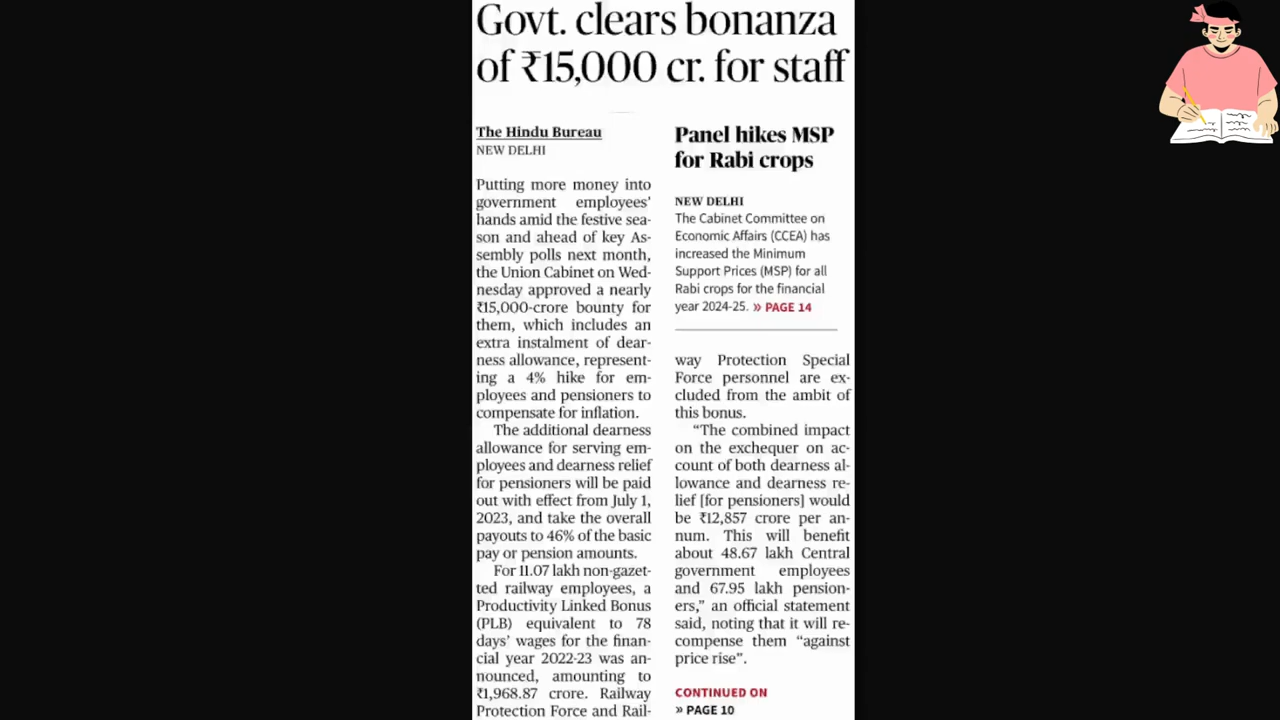 Govt. clears bonanza
of ₹15,000 cr. for staff
The Hindu Bureau
NEW DELHI
Putting more money into
government employees'
hands amid the festive sea-
son and ahead of key As-
sembly polls next month,
the Union Cabinet on Wed-
nesday approved a nearly
₹15,000-crore bounty for
them, which includes an
extra instalment of dear-
ness allowance, represent-
ing a 4% hike for em-
ployees and pensioners to
compensate for inflation.
The additional dearness
allowance for serving em-
ployees and dearness relief
for pensioners will be paid
out with effect from July 1,
2023, and take the overall
payouts to 46% of the basic
pay or pension amounts.
For 11.07 lakh non-gazet-
ted railway employees, a
Productivity Linked Bonus
(PLB) equivalent to 78
days' wages for the finan-
cial year 2022-23 was an-
nounced, amounting to
₹1,968.87 crore. Railway
Protection Force and Rail-
Panel hikes MSP
for Rabi crops
NEW DELHI
The Cabinet Committee on
Economic Affairs (CCEA) has
increased the Minimum
Support Prices (MSP) for all
Rabi crops for the financial
year 2024-25. » PAGE 14
way Protection Special
Force personnel are ex-
cluded from the ambit of
this bonus.
"The combined impact
on the exchequer on ac-
count of both dearness al-
lowance and dearness re-
lief [for pensioners] would
be ₹12,857 crore per an-
num. This will benefit
about 48.67 lakh Central
government employees
and 67.95 lakh pension-
ers," an official statement
said, noting that it will re-
compense them "against
price rise".
CONTINUED ON
» PAGE 10